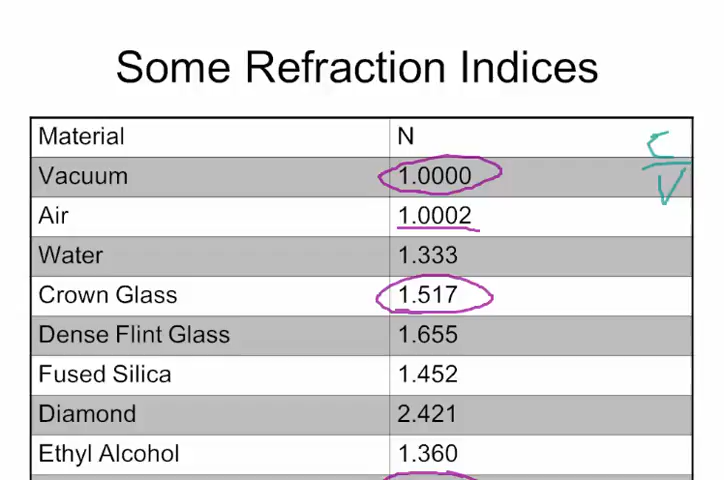 Some Refraction Indices
Material N
Vacuum 1.0000
Air 1.0002
Water 1.333
Crown Glass 1.517
Dense Flint Glass 1.655
Fused Silica 1.452
Diamond 2.421
Ethyl Alcohol 1.360
C
V